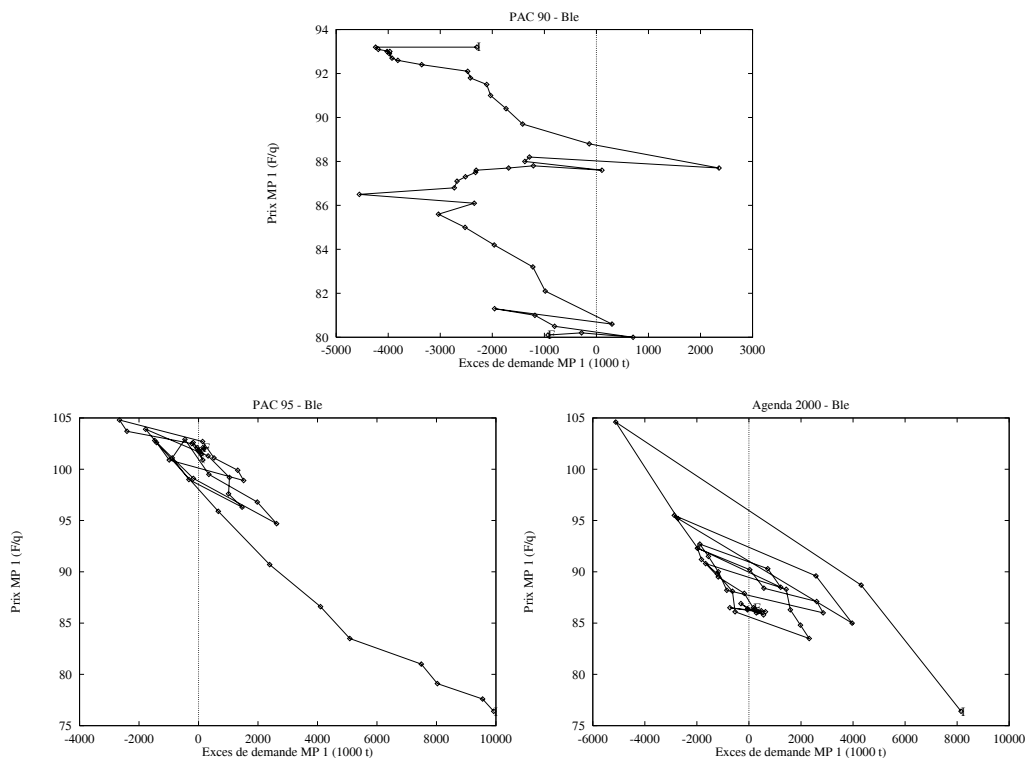 PAC 90 - Ble
94
92
90
88
86
84
82
80
Prix MP 1 (F/q)
-5000 -4000 -3000 -2000 -1000 0 1000 2000 3000
Exces de demande MP 1 (1000 t)
I
F
PAC 95 - Ble
105
100
95
90
85
80
75
Prix MP 1 (F/q)
-4000 -2000 0 2000 4000 6000 8000 10000
Exces de demande MP 1 (1000 t)
Agenda 2000 - Ble
105
100
95
90
85
80
75
Prix MP 1 (F/q)
-6000 -4000 -2000 0 2000 4000 6000 8000 10000
Exces de demande MP 1 (1000 t)
I
F